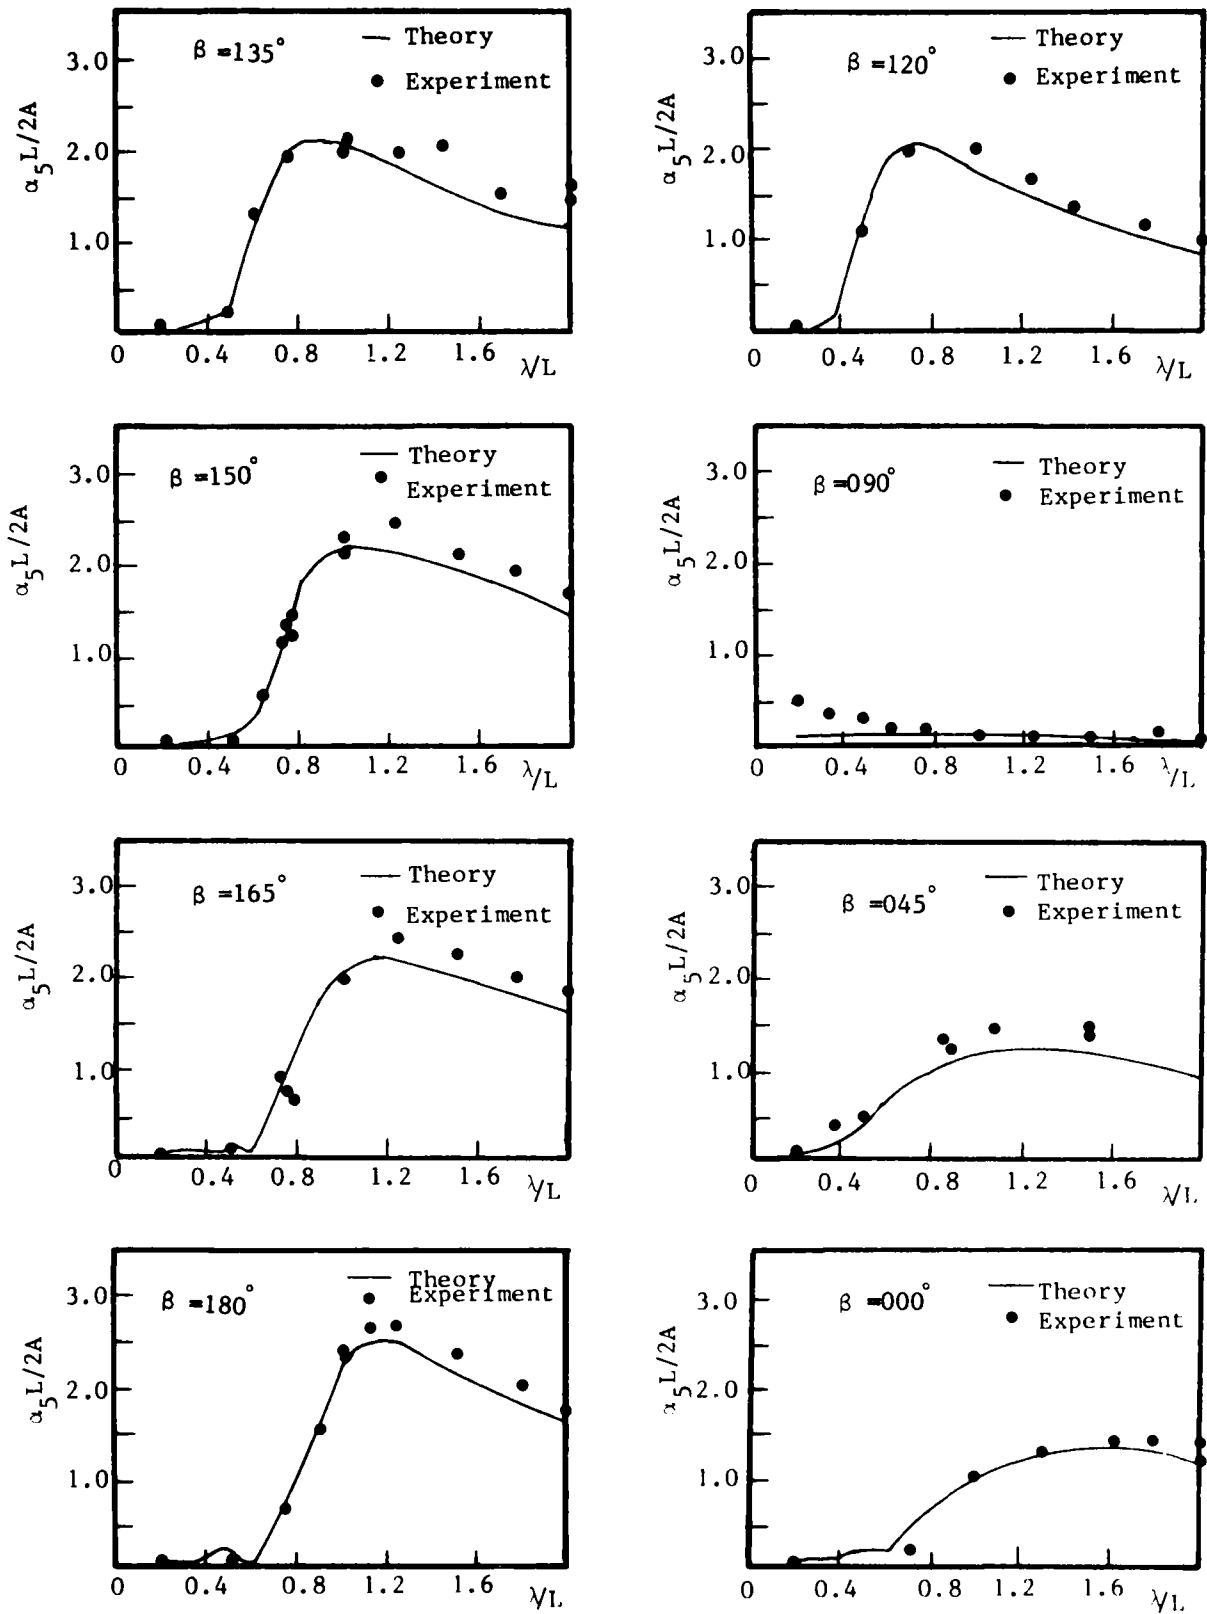 β =135°
— Theory
● Experiment
3.0
2.0
1.0
α5L/2A
0 0.4 0.8 1.2 1.6 λ/L
β =120°
— Theory
● Experiment
3.0
2.0
1.0
α5L/2A
0 0.4 0.8 1.2 1.6 λ/L
β =150°
— Theory
● Experiment
3.0
2.0
1.0
α5L/2A
0 0.4 0.8 1.2 1.6 λ/L
β =090°
— Theory
● Experiment
3.0
2.0
1.0
α5L/2A
0 0.4 0.8 1.2 1.6 λ/L
β =165°
— Theory
● Experiment
3.0
2.0
1.0
α5L/2A
0 0.4 0.8 1.2 1.6 λ/L
β =045°
— Theory
● Experiment
3.0
2.0
1.0
α5L/2A
0 0.4 0.8 1.2 1.6 λ/L
β =180°
— Theory
● Experiment
3.0
2.0
1.0
α5L/2A
0 0.4 0.8 1.2 1.6 λ/L
β =000°
— Theory
● Experiment
3.0
2.0
1.0
α5L/2A
0 0.4 0.8 1.2 1.6 λ/L